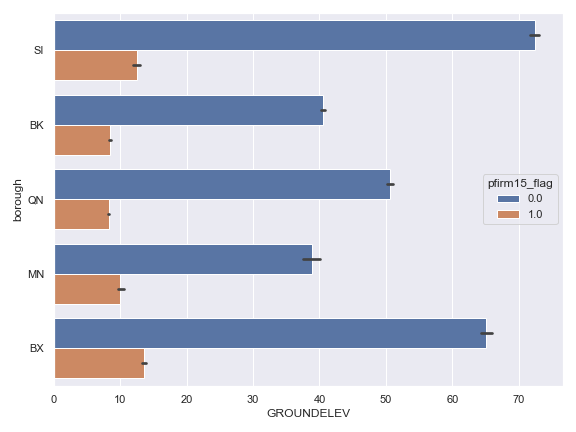 SI
BK
QN
MN
BX
borough
pfirm15_flag
0.0
1.0
0 10 20 30 40 50 60 70
GROUNDELEV